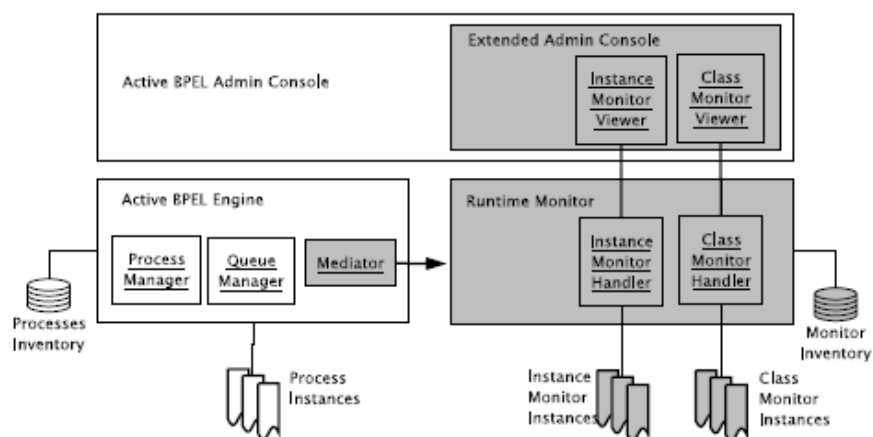 Extended Admin Console
Active BPEL Admin Console
Instance
Monitor
Viewer
Class
Monitor
Viewer
Active BPEL Engine
Process
Manager
Queue
Manager
Mediator
Runtime Monitor
Instance
Monitor
Handler
Class
Monitor
Handler
Processes
Inventory
Monitor
Inventory
Process
Instances
Instance
Monitor
Instances
Class
Monitor
Instances